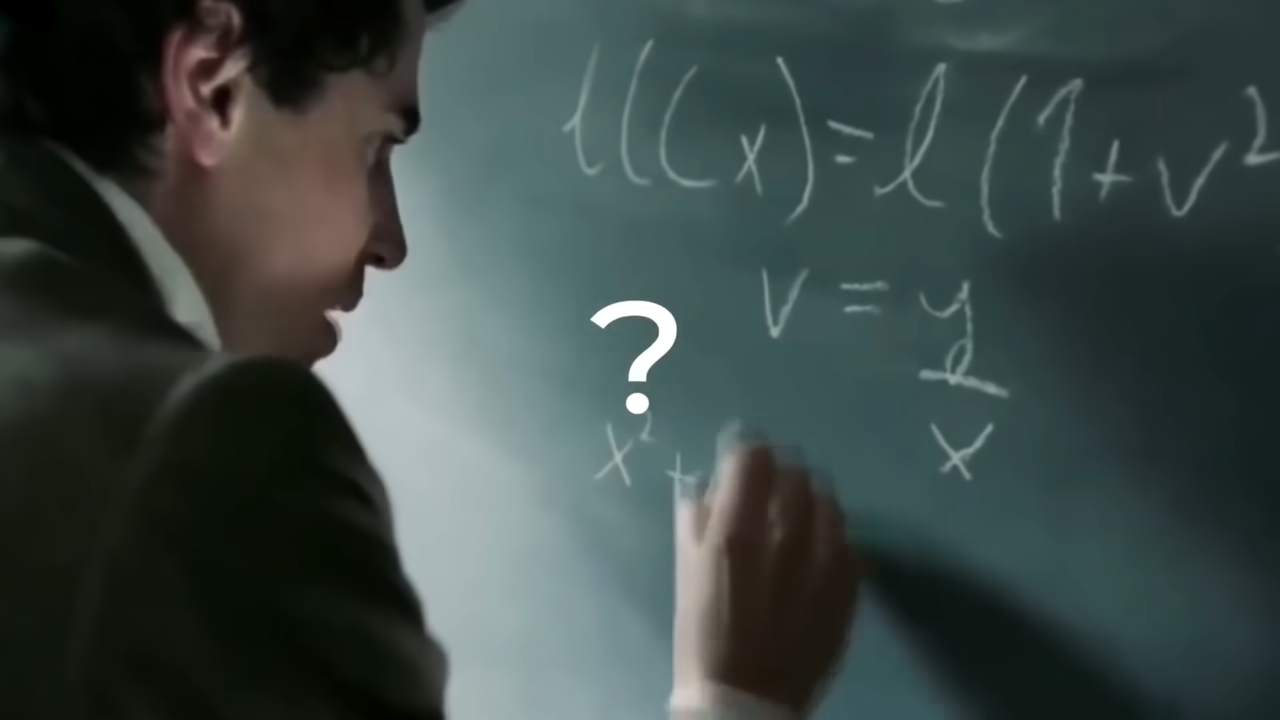 l((x) = l(1+v²
v = y/x
?
x² +